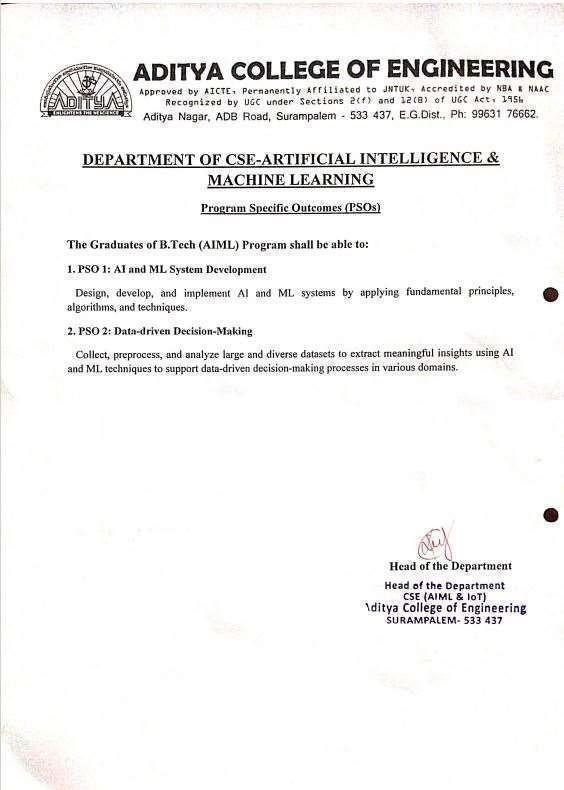 ADITYA
ENLIGHTENS THE NESCIENCE
ADITYA COLLEGE OF ENGINEERING
Approved by AICTE, Permanently Affiliated to JNTUK, Accredited by NBA & NAAC
Recognized by UGC under Sections 2(f) and 12(B) of UGC Act, 1956
Aditya Nagar, ADB Road, Surampalem - 533 437, E.G.Dist., Ph: 99631 76662.
DEPARTMENT OF CSE-ARTIFICIAL INTELLIGENCE &
MACHINE LEARNING
Program Specific Outcomes (PSOs)
The Graduates of B.Tech (AIML) Program shall be able to:
1. PSO 1: AI and ML System Development
Design, develop, and implement AI and ML systems by applying fundamental principles,
algorithms, and techniques.
2. PSO 2: Data-driven Decision-Making
Collect, preprocess, and analyze large and diverse datasets to extract meaningful insights using AI
and ML techniques to support data-driven decision-making processes in various domains.
Head of the Department
Head of the Department
CSE (AIML & IoT)
Aditya College of Engineering
SURAMPALEM- 533 437